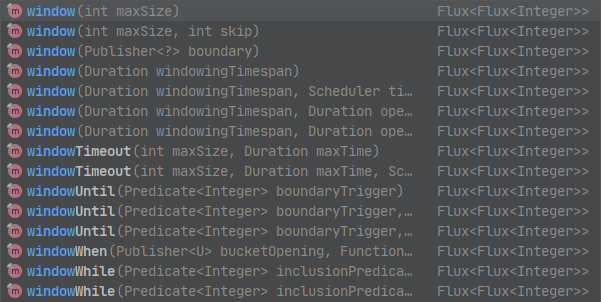 m window(int maxSize) Flux<Flux<Integer>>
m window(int maxSize, int skip) Flux<Flux<Integer>>
m window(Publisher<?> boundary) Flux<Flux<Integer>>
m window(Duration windowingTimespan) Flux<Flux<Integer>>
m window(Duration windowingTimespan, Scheduler ti… Flux<Flux<Integer>>
m window(Duration windowingTimespan, Duration ope… Flux<Flux<Integer>>
m window(Duration windowingTimespan, Duration ope… Flux<Flux<Integer>>
m windowTimeout(int maxSize, Duration maxTime) Flux<Flux<Integer>>
m windowTimeout(int maxSize, Duration maxTime, Sc… Flux<Flux<Integer>>
m windowUntil(Predicate<Integer> boundaryTrigger) Flux<Flux<Integer>>
m windowUntil(Predicate<Integer> boundaryTrigger,… Flux<Flux<Integer>>
m windowUntil(Predicate<Integer> boundaryTrigger,… Flux<Flux<Integer>>
m windowWhen(Publisher<U> bucketOpening, Function… Flux<Flux<Integer>>
m windowWhile(Predicate<Integer> inclusionPredica… Flux<Flux<Integer>>
m windowWhile(Predicate<Integer> inclusionPredica… Flux<Flux<Integer>>